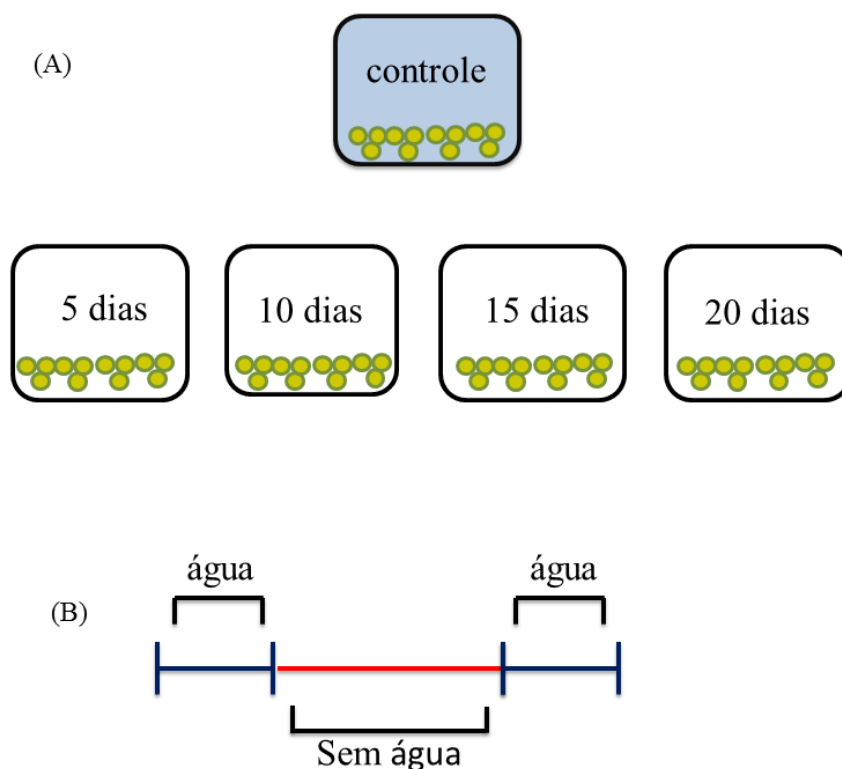 (A)
controle
5 dias
10 dias
15 dias
20 dias
água
água
(B)
Sem água